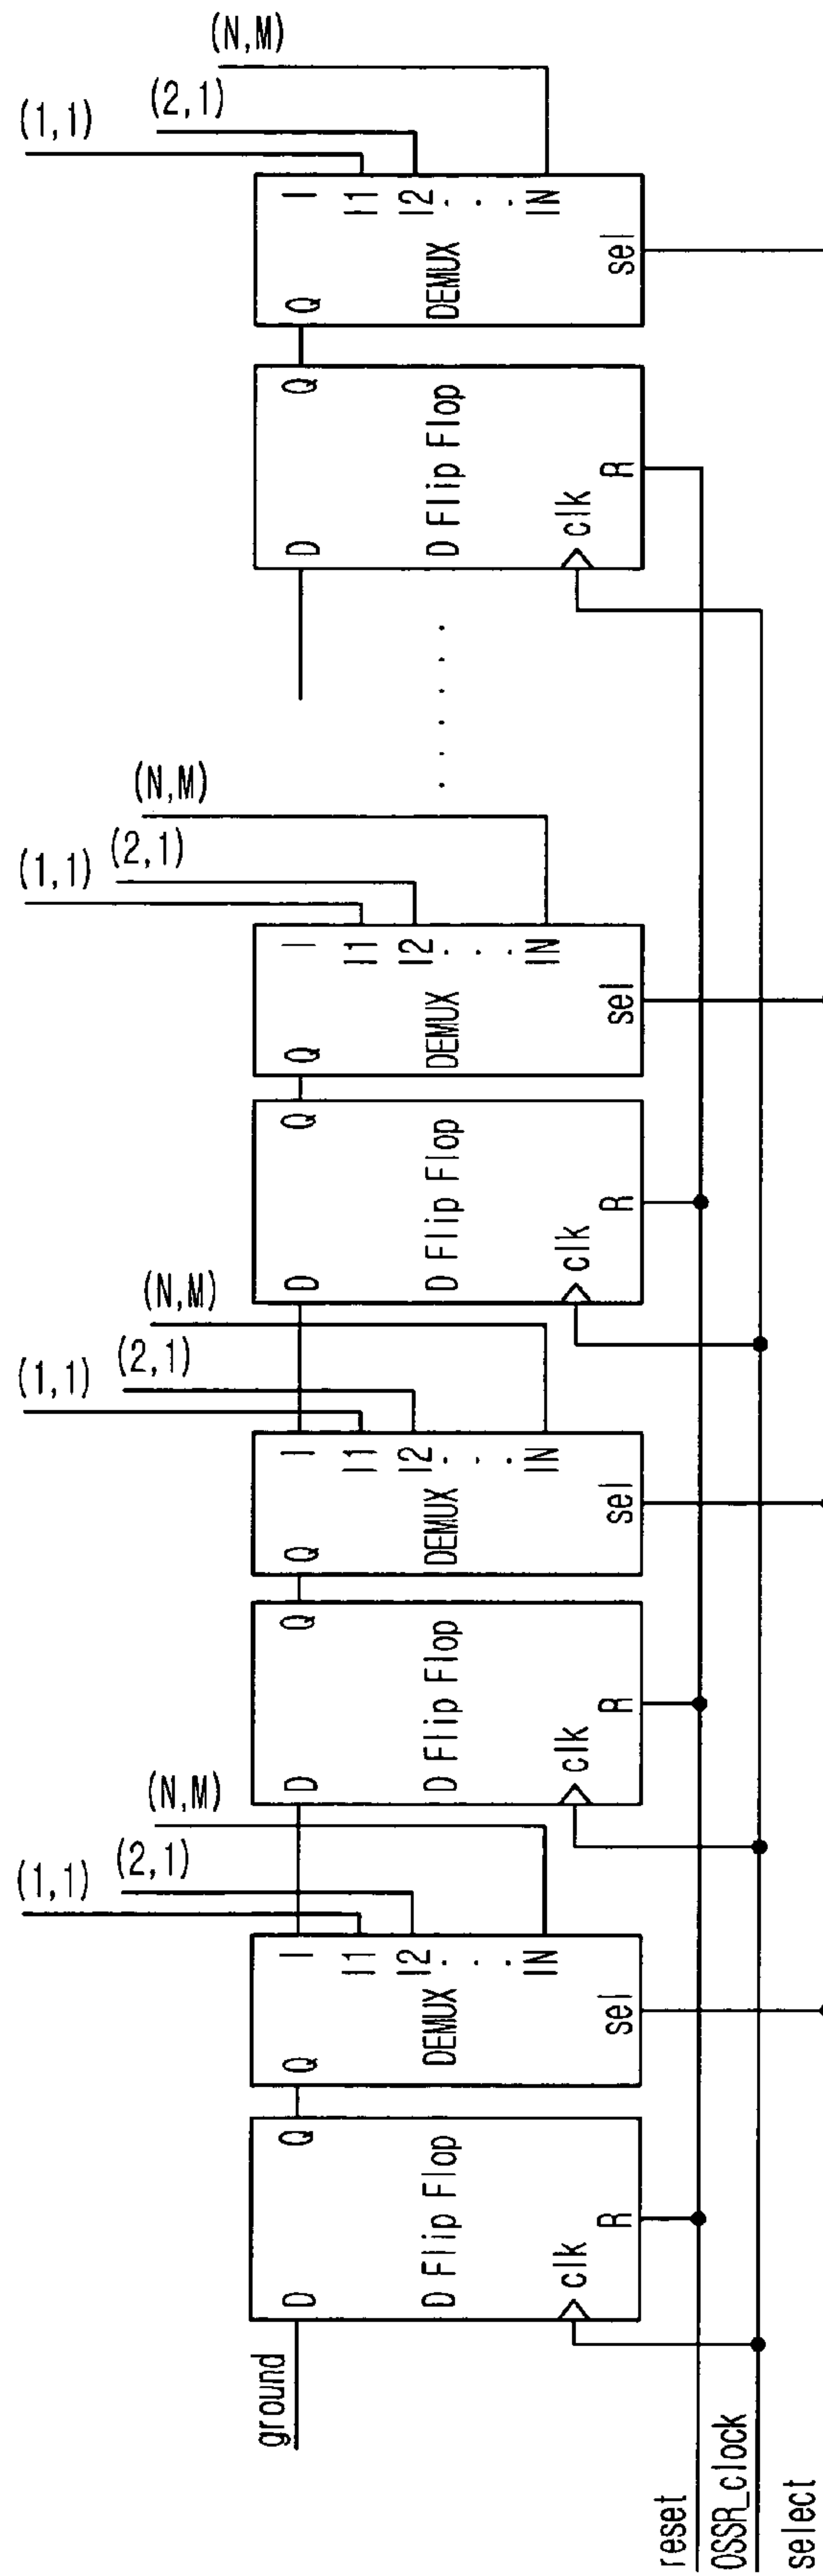 ground
D
Q
D Flip Flop
clk
R
Q
I
I1
I2
. . .
IN
DEMUX
sel
(1,1)
(2,1)
(N,M)
D
Q
D Flip Flop
clk
R
Q
I
I1
I2
. . .
IN
DEMUX
sel
(1,1)
(2,1)
(N,M)
D
Q
D Flip Flop
clk
R
Q
I
I1
I2
. . .
IN
DEMUX
sel
(1,1)
(2,1)
(N,M)
. . . . . .
D
Q
D Flip Flop
clk
R
Q
I
I1
I2
. . .
IN
DEMUX
sel
(1,1)
(2,1)
(N,M)
reset
OSSR_clock
select